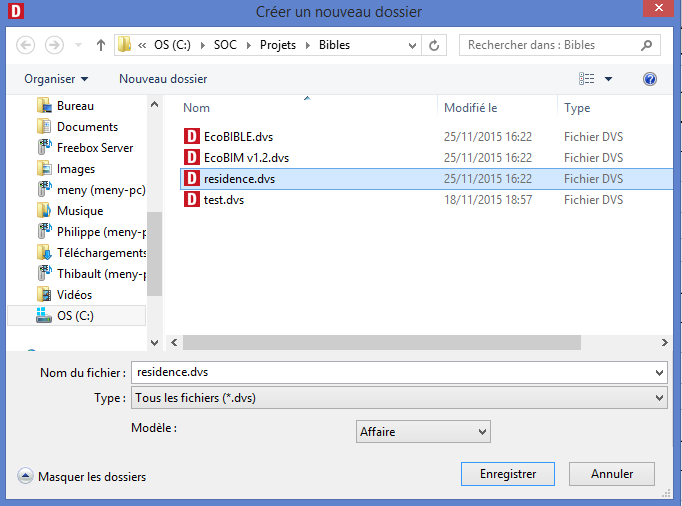 D Créer un nouveau dossier
« OS (C:) SOC Projets Bibles Rechercher dans : Bibles
Organiser Nouveau dossier
Nom Modifié le Type
Bureau
Documents
Freebox Server
Images
meny (meny-pc)
Musique
Philippe (meny-p
Téléchargements
Thibault (meny-p
Vidéos
OS (C:)
D EcoBIBLE.dvs 25/11/2015 16:22 Fichier DVS
D EcoBIM v1.2.dvs 25/11/2015 16:22 Fichier DVS
D residence.dvs 25/11/2015 16:22 Fichier DVS
D test.dvs 18/11/2015 18:57 Fichier DVS
Nom du fichier : residence.dvs
Type : Tous les fichiers (*.dvs)
Modèle : Affaire
Masquer les dossiers Enregistrer Annuler